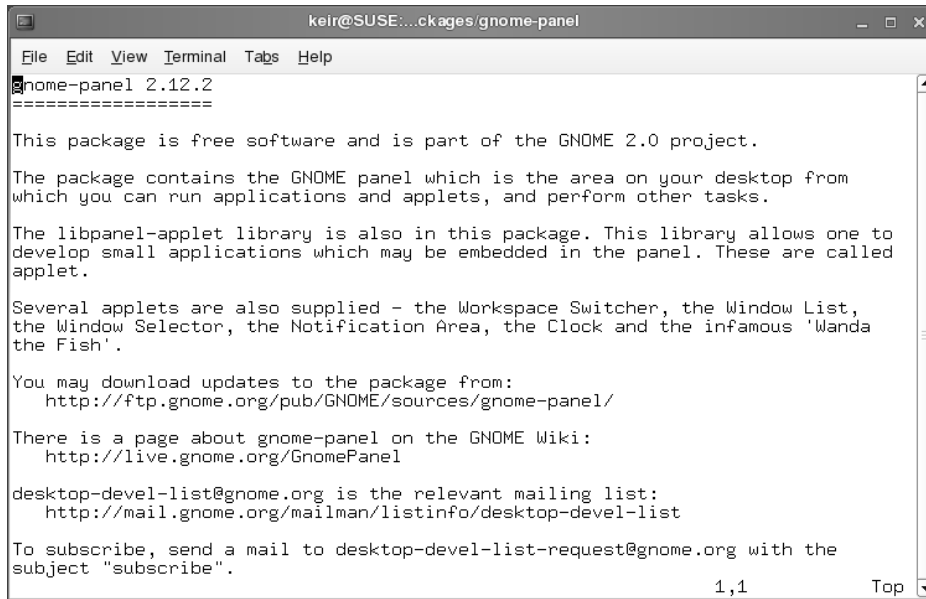 keir@SUSE:...ckages/gnome-panel
File Edit View Terminal Tabs Help
gnome-panel 2.12.2
==================
This package is free software and is part of the GNOME 2.0 project.
The package contains the GNOME panel which is the area on your desktop from
which you can run applications and applets, and perform other tasks.
The libpanel-applet library is also in this package. This library allows one to
develop small applications which may be embedded in the panel. These are called
applet.
Several applets are also supplied - the Workspace Switcher, the Window List,
the Window Selector, the Notification Area, the Clock and the infamous 'Wanda
the Fish'.
You may download updates to the package from:
http://ftp.gnome.org/pub/GNOME/sources/gnome-panel/
There is a page about gnome-panel on the GNOME Wiki:
http://live.gnome.org/GnomePanel
desktop-devel-list@gnome.org is the relevant mailing list:
http://mail.gnome.org/mailman/listinfo/desktop-devel-list
To subscribe, send a mail to desktop-devel-list-request@gnome.org with the
subject "subscribe".
1,1 Top